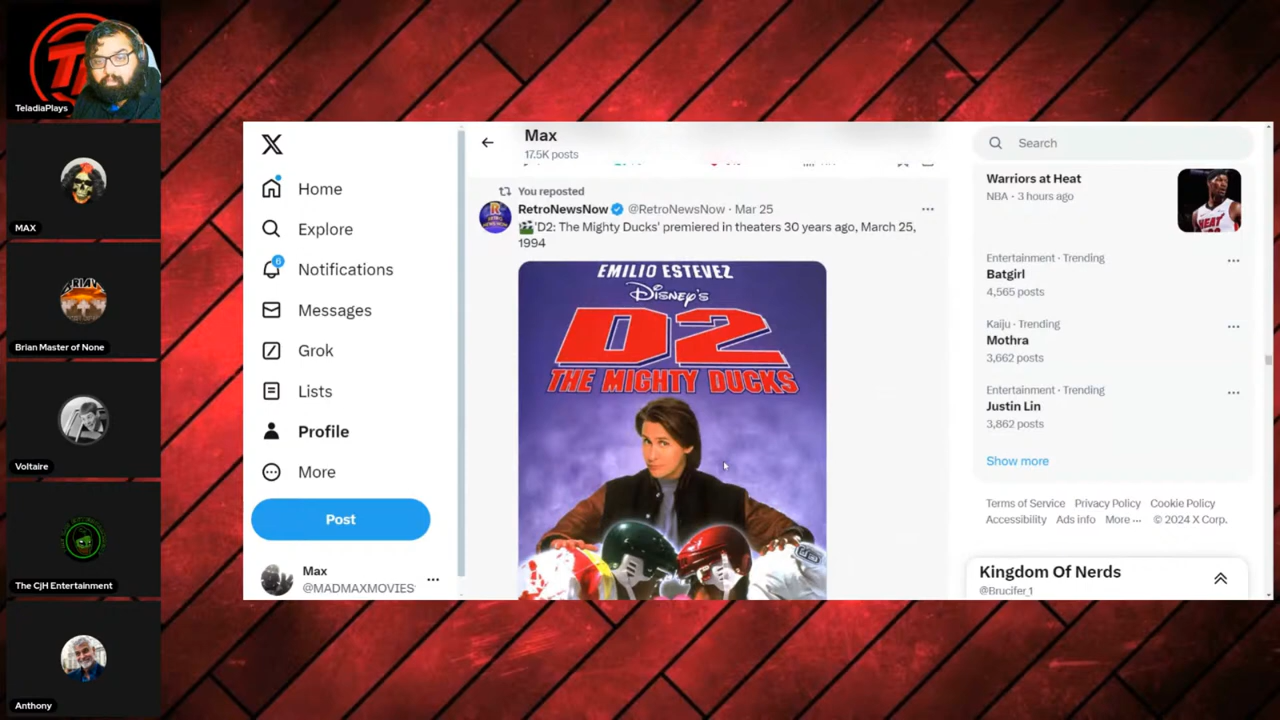 TeladiaPlays
MAX
Brian Master of None
Voltaire
The CjH Entertainment
Anthony
Home
Explore
6
Notifications
Messages
Grok
Lists
Profile
More
Post
Max
@MADMAXMOVIES
Max
17.5K posts
You reposted
RetroNewsNow @RetroNewsNow · Mar 25
'D2: The Mighty Ducks' premiered in theaters 30 years ago, March 25,
1994
EMILIO ESTEVEZ
Disney's
D2
THE MIGHTY DUCKS
Search
Warriors at Heat
NBA · 3 hours ago
HEAT
Entertainment · Trending
Batgirl
4,565 posts
Kaiju · Trending
Mothra
3,662 posts
Entertainment · Trending
Justin Lin
3,862 posts
Show more
Terms of Service Privacy Policy Cookie Policy
Accessibility Ads info More ··· © 2024 X Corp.
Kingdom Of Nerds
@Brucifer_1